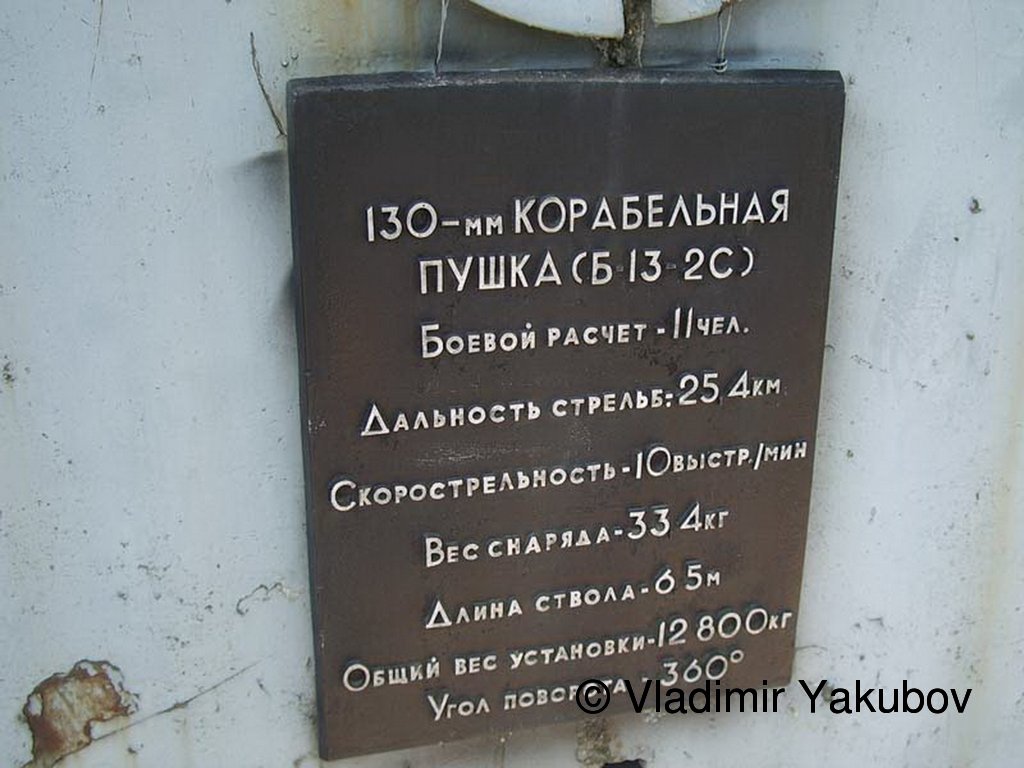 130-мм КОРАБЕЛЬНАЯ
ПУШКА (Б-13-2С)
БОЕВОЙ РАСЧЕТ - 11 ЧЕЛ.
ДАЛЬНОСТЬ СТРЕЛЬБ: 25 4 КМ
СКОРОСТРЕЛЬНОСТЬ - 10 ВЫСТР./МИН
ВЕС СНАРЯДА - 33 4 КГ
ДЛИНА СТВОЛА - 6 5 М
ОБЩИЙ ВЕС УСТАНОВКИ - 12 800 КГ
УГОЛ ПОВОРОТА - 360°
© Vladimir Yakubov